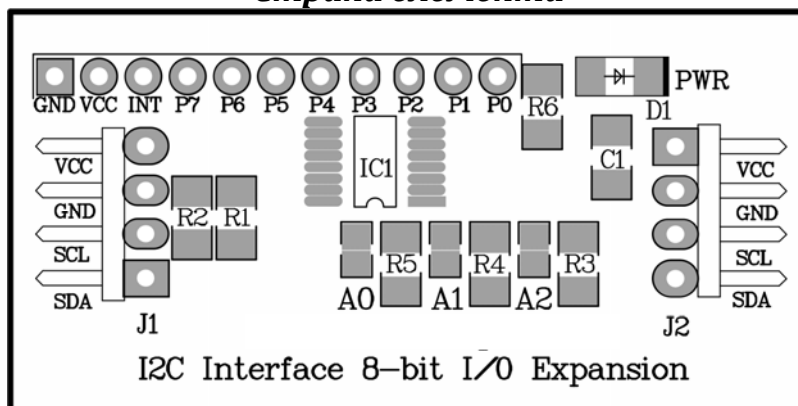 GND VCC INT P7 P6 P5 P4 P3 P2 P1 P0 R6 PWR
D1
VCC IC1 C1 VCC
GND R2 R1 GND
SCL R5 R4 R3 SCL
SDA A0 A1 A2 SDA
J1 J2
I2C Interface 8-bit I/O Expansion